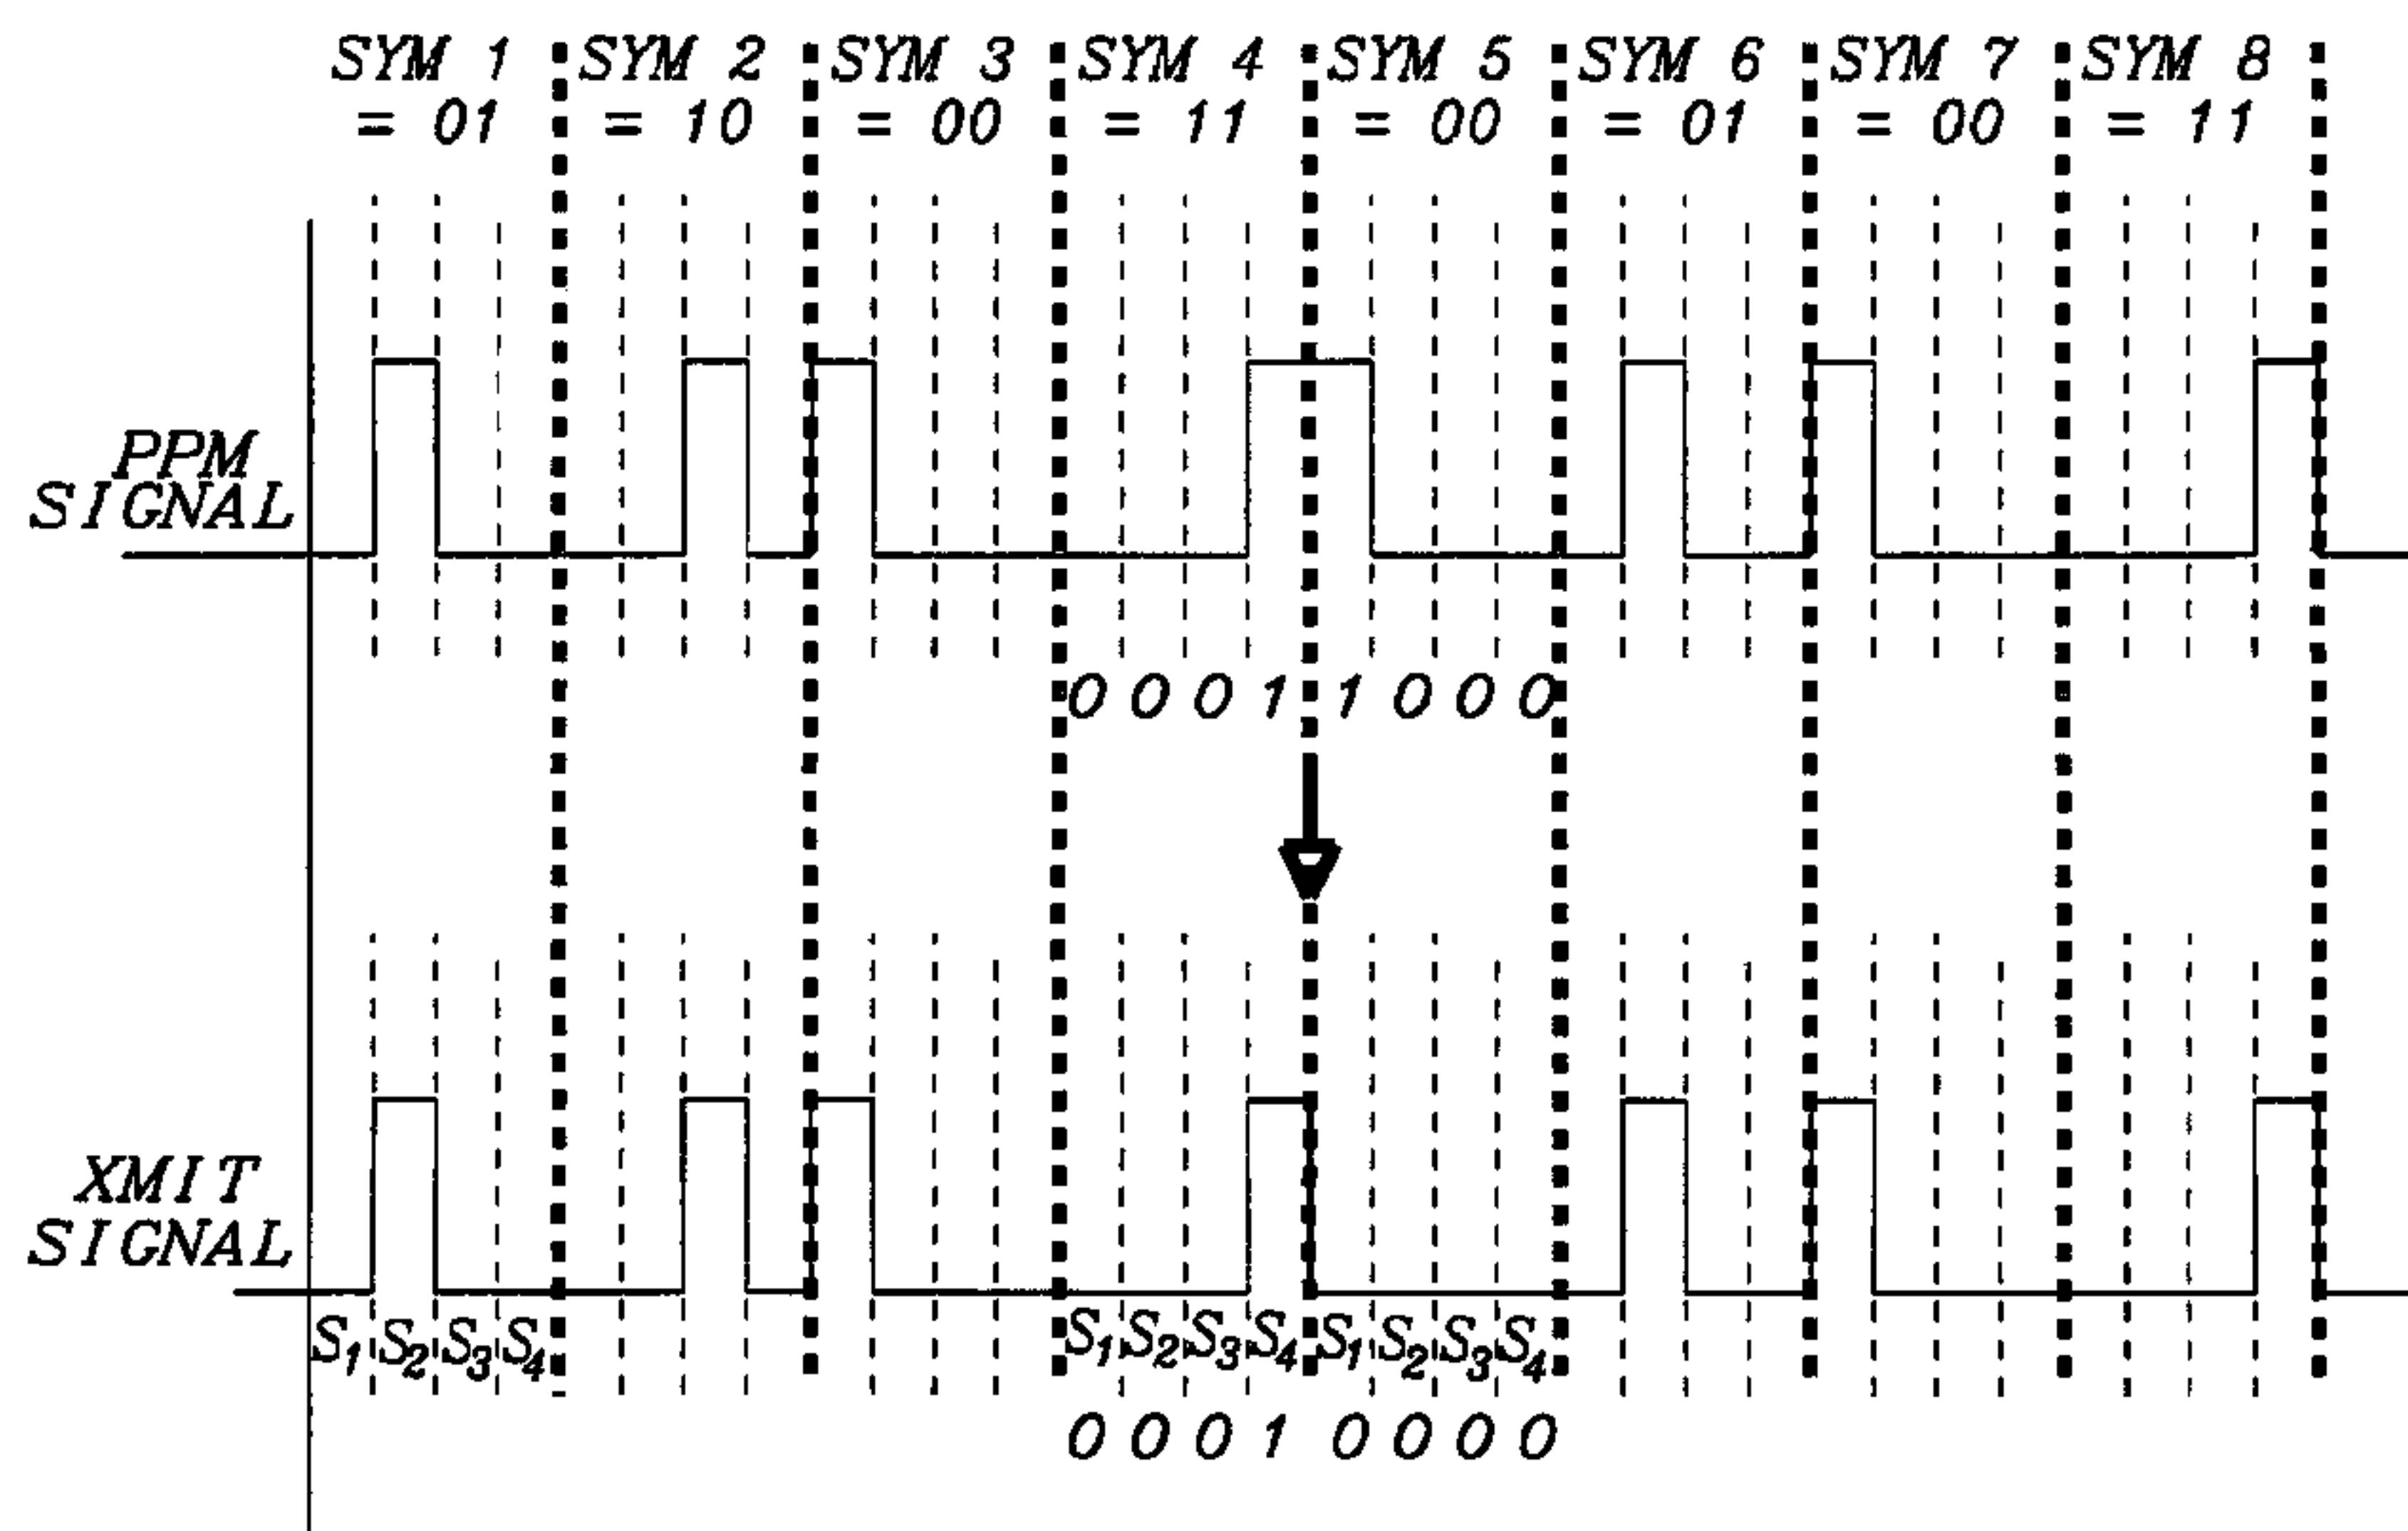 SYM 1 SYM 2 SYM 3 SYM 4 SYM 5 SYM 6 SYM 7 SYM 8
= 01 = 10 = 00 = 11 = 00 = 01 = 00 = 11
PPM
SIGNAL
0 0 0 1 1 0 0 0
XMIT
SIGNAL
S1 S2 S3 S4 S1 S2 S3 S4 S1 S2 S3 S4
0 0 0 1 0 0 0 0